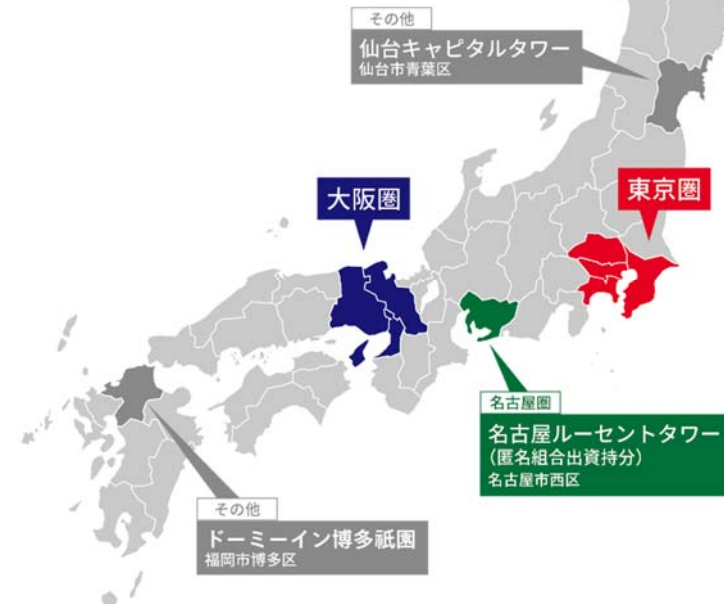 その他
仙台キャピタルタワー
仙台市青葉区
大阪圏
東京圏
名古屋圏
名古屋ルーセントタワー
（匿名組合出資持分）
名古屋市西区
その他
ドーミーイン博多祇園
福岡市博多区